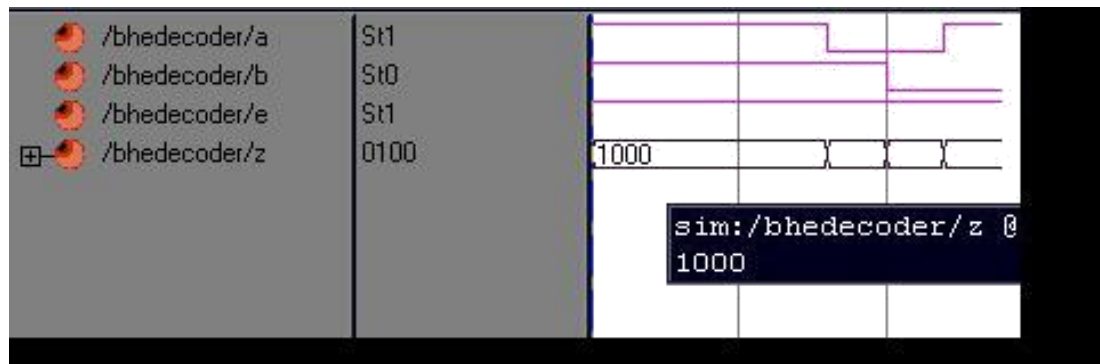 /bhedecoder/a St1
/bhedecoder/b St0
/bhedecoder/e St1
/bhedecoder/z 0100 1000
sim:/bhedecoder/z @
1000